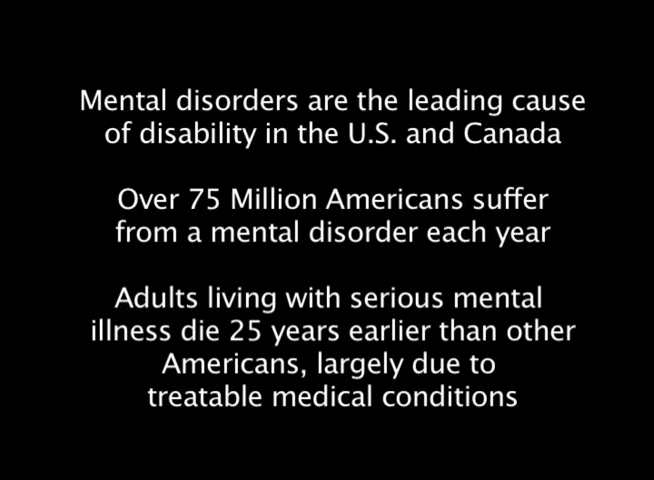 Mental disorders are the leading cause
of disability in the U.S. and Canada
Over 75 Million Americans suffer
from a mental disorder each year
Adults living with serious mental
illness die 25 years earlier than other
Americans, largely due to
treatable medical conditions